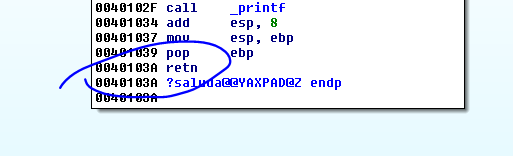 0040102F call _printf
00401034 add esp, 8
00401037 mov esp, ebp
00401039 pop ebp
0040103A retn
0040103A ?saluda@@YAXPAD@Z endp
0040103A